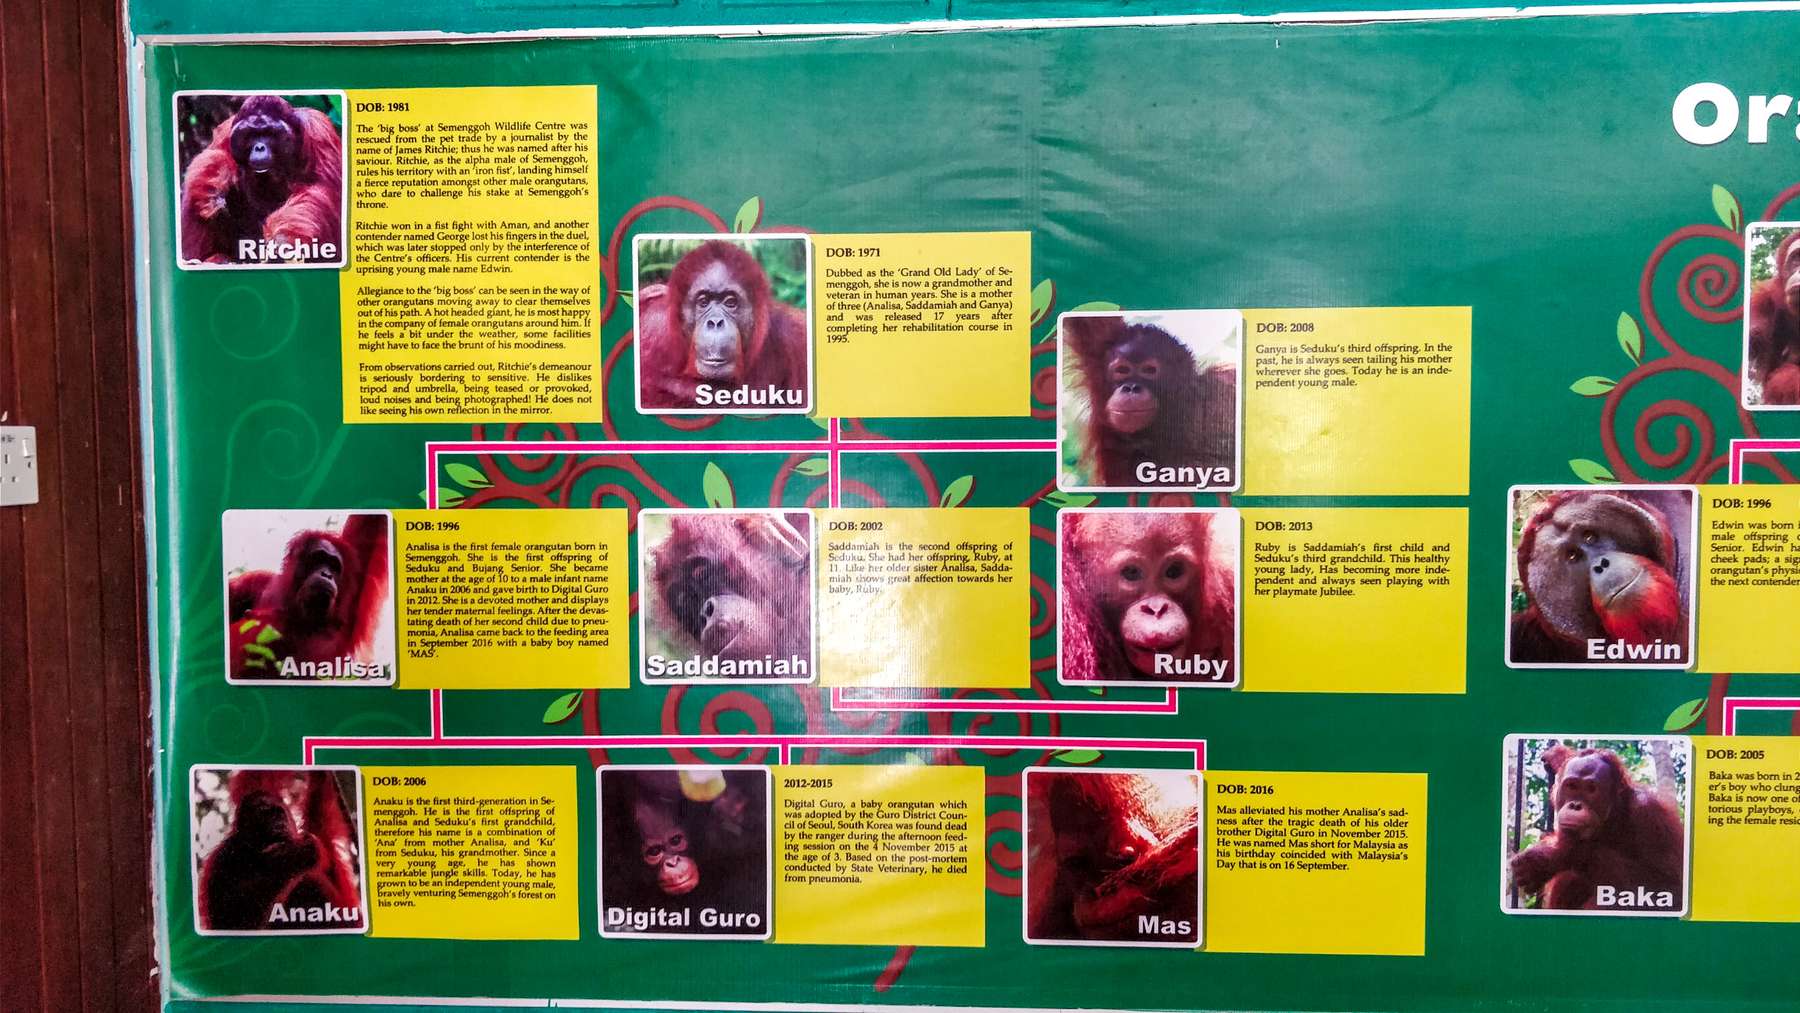 Ritchie
DOB: 1981
The 'big boss' at Semenggoh Wildlife Centre was
rescued from the pet trade by a journalist by the
name of James Ritchie; thus he was named after his
saviour. Ritchie, as the alpha male of Semenggoh,
rules his territory with an 'iron fist', landing himself
a fierce reputation amongst other male orangutans,
who dare to challenge his stake at Semenggoh's
throne.
Ritchie won in a fist fight with Aman, and another
contender named George lost his fingers in the duel,
which was later stopped only by the interference of
the Centre's officers. His current contender is the
uprising young male name Edwin.
Allegiance to the 'big boss' can be seen in the way of
other orangutans moving away to clear themselves
out of his path. A hot headed giant, he is most happy
in the company of female orangutans around him. If
he feels a bit under the weather, some facilities
might have to face the brunt of his moodiness.
From observations carried out, Ritchie's demeanour
is seriously bordering to sensitive. He dislikes
tripod and umbrella, being teased or provoked,
loud noises and being photographed! He does not
like seeing his own reflection in the mirror.
Seduku
DOB: 1971
Dubbed as the 'Grand Old Lady' of Se-
menggoh, she is now a grandmother and
veteran in human years. She is a mother
of three (Analisa, Saddamiah and Ganya)
and was released 17 years after
completing her rehabilitation course in
1995.
Ganya
DOB: 2008
Ganya is Seduku's third offspring. In the
past, he is always seen tailing his mother
wherever she goes. Today he is an inde-
pendent young male.
Analisa
DOB: 1996
Analisa is the first female orangutan born in
Semenggoh. She is the first offspring of
Seduku and Bujang Senior. She became
mother at the age of 10 to a male infant name
Anaku in 2006 and gave birth to Digital Guro
in 2012. She is a devoted mother and displays
her tender maternal feelings. After the devas-
tating death of her second child due to pneu-
monia, Analisa came back to the feeding area
in September 2016 with a baby boy named
'MAS'.
Saddamiah
DOB: 2002
Saddamiah is the second offspring of
Seduku. She had her offspring, Ruby, at
11. Like her older sister Analisa, Sadda-
miah shows great affection towards her
baby, Ruby.
Ruby
DOB: 2013
Ruby is Saddamiah's first child and
Seduku's third grandchild. This healthy
young lady, Has becoming more inde-
pendent and always seen playing with
her playmate Jubilee.
Anaku
DOB: 2006
Anaku is the first third-generation in Se-
menggoh. He is the first offspring of
Analisa and Seduku's first grandchild,
therefore his name is a combination of
'Ana' from mother Analisa, and 'Ku'
from Seduku, his grandmother. Since a
very young age, he has shown
remarkable jungle skills. Today, he has
grown to be an independent young male,
bravely venturing Semenggoh's forest on
his own.
Digital Guro
2012-2015
Digital Guro, a baby orangutan which
was adopted by the Guro District Coun-
cil of Seoul, South Korea was found dead
by the ranger during the afternoon feed-
ing session on the 4 November 2015 at
the age of 3. Based on the post-mortem
conducted by State Veterinary, he died
from pneumonia.
Mas
DOB: 2016
Mas alleviated his mother Analisa's sad-
ness after the tragic death of his older
brother Digital Guro in November 2015.
He was named Mas short for Malaysia as
his birthday coincided with Malaysia's
Day that is on 16 September.
Or
Edwin
DOB: 1996
Edwin was born
male offspring
Senior. Edwin
cheek pads; a
orangutan's
the next contender
Baka
DOB: 2005
Baka was born in
er's boy who clung
Baka is now one of
torious playboys,
ing the female